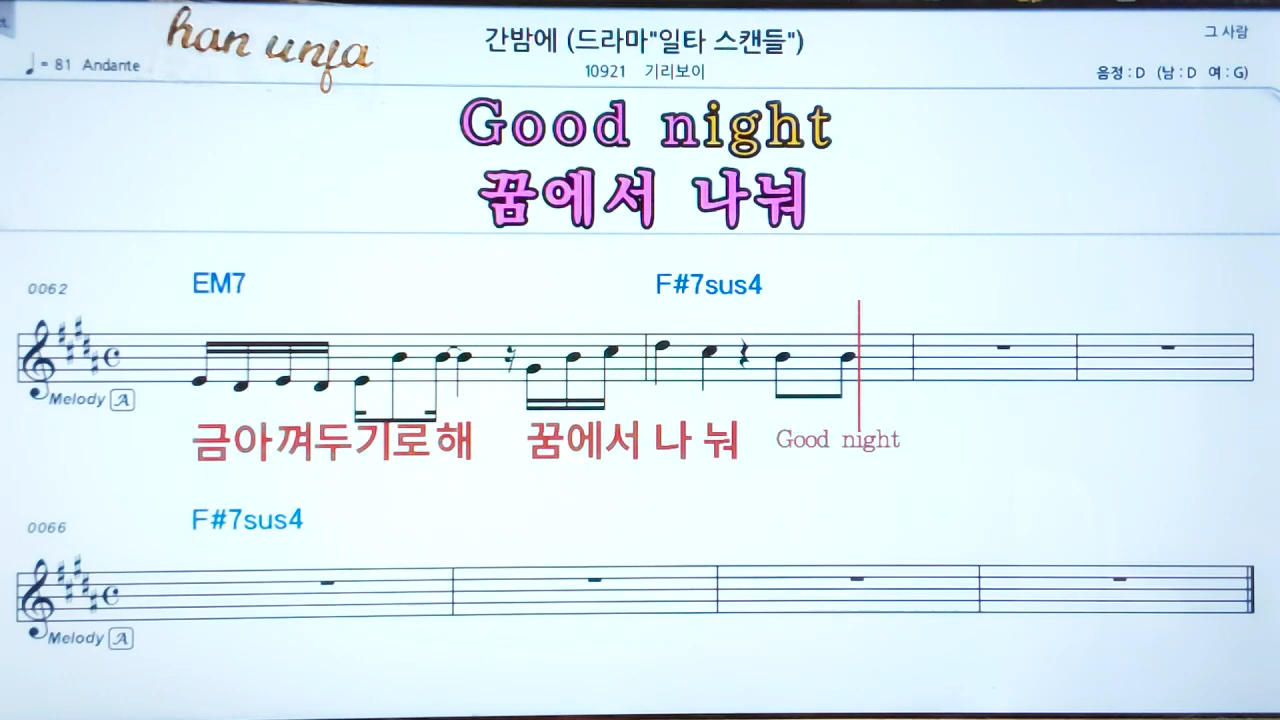 han unja
간밤에 (드라마"일타 스캔들")
그 사람
♩= 81 Andante
10921 기리보이
음정 : D (남 : D 여 : G)
Good night
꿈에서 나눠
0062
EM7 F#7sus4
Melody A
금아껴두기로해 꿈에서 나 눠 Good night
0066
F#7sus4
Melody A